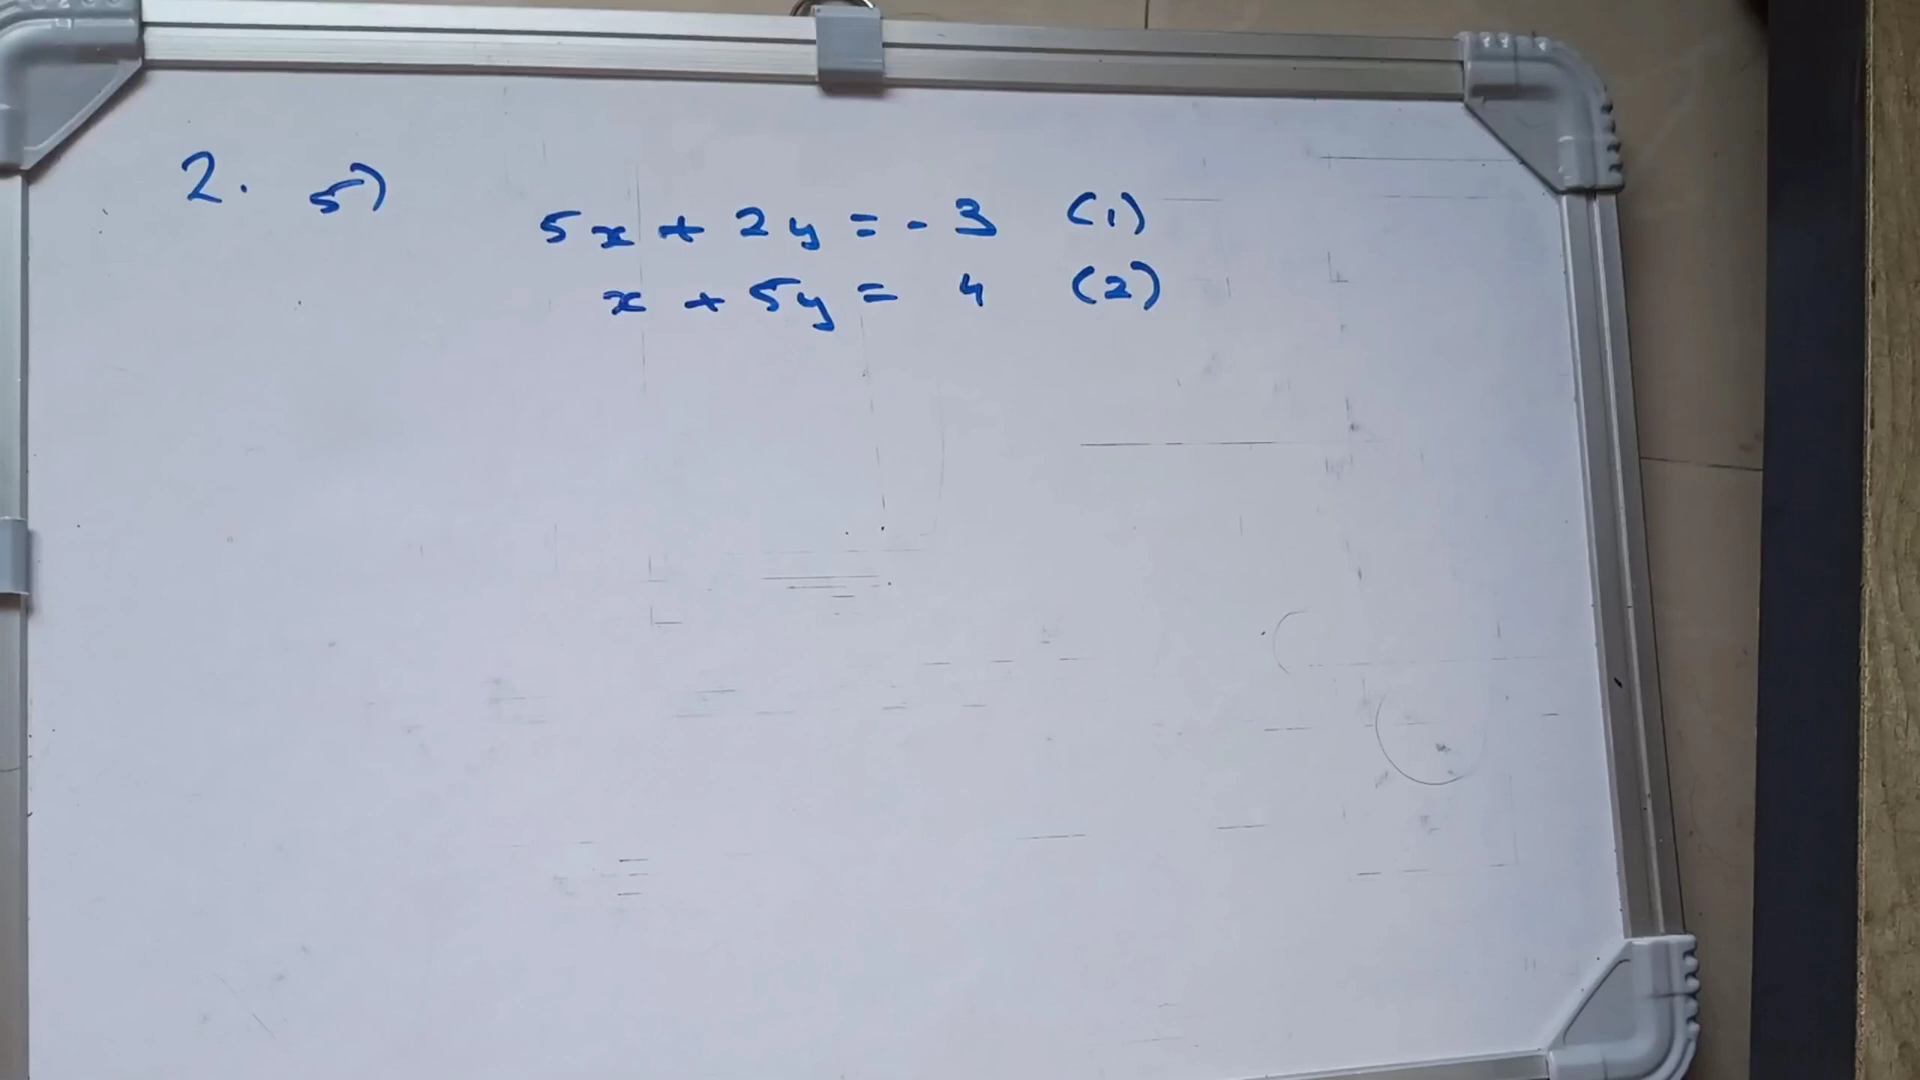 2. 5)
5x + 2y = - 3 (1)
x + 5y = 4 (2)